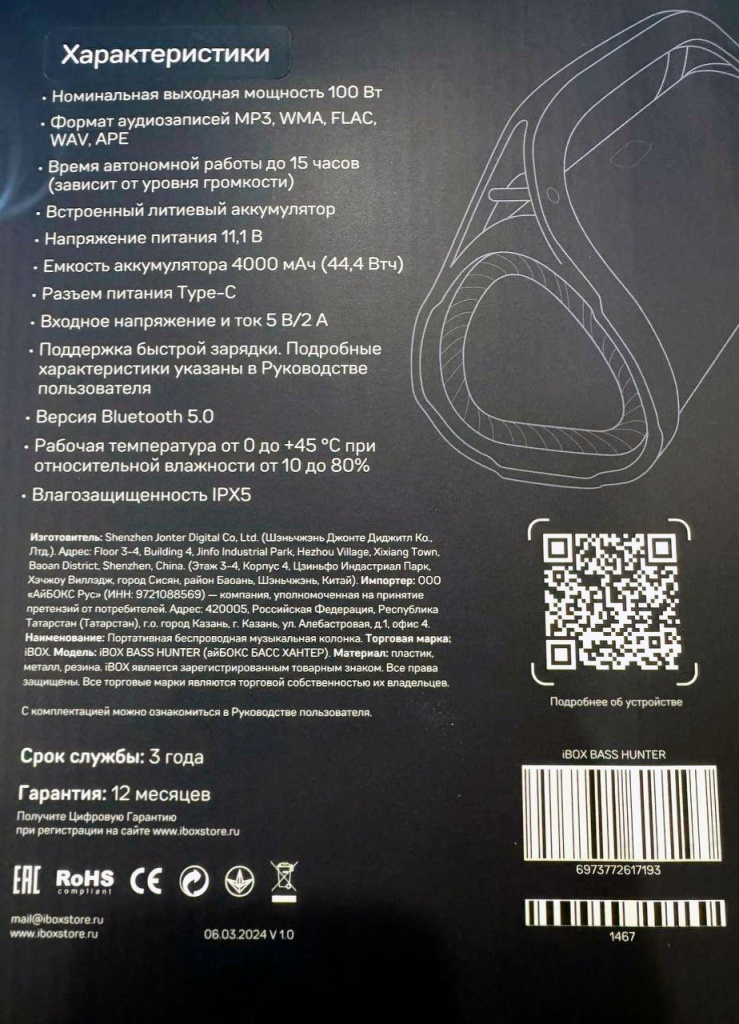 Характеристики
· Номинальная выходная мощность 100 Вт
· Формат аудиозаписей MP3, WMA, FLAC,
WAV, APE
· Время автономной работы до 15 часов
(зависит от уровня громкости)
· Встроенный литиевый аккумулятор
· Напряжение питания 11,1 В
· Емкость аккумулятора 4000 мАч (44,4 Втч)
· Разъем питания Type-C
· Входное напряжение и ток 5 В/2 А
· Поддержка быстрой зарядки. Подробные
характеристики указаны в Руководстве
пользователя
· Версия Bluetooth 5.0
· Рабочая температура от 0 до +45 °C при
относительной влажности от 10 до 80%
· Влагозащищенность IPX5
Изготовитель: Shenzhen Jonter Digital Co, Ltd. (Шэньчжэнь Джонте Диджитл Ко.,
Лтд.). Адрес: Floor 3-4, Building 4, Jinfo Industrial Park, Hezhou Village, Xixiang Town,
Baoan District, Shenzhen, China. (Этаж 3-4, Корпус 4, Цзиньфо Индастриал Парк,
Хэчжоу Виллэдж, город Сисян, район Баоань, Шэньчжэнь, Китай). Импортер: ООО
«АйБОКС Рус» (ИНН: 9721088569) — компания, уполномоченная на принятие
претензий от потребителей. Адрес: 420005, Российская Федерация, Республика
Татарстан (Татарстан), г.о. город Казань, г. Казань, ул. Алебастровая, д.1, офис 4.
Наименование: Портативная беспроводная музыкальная колонка. Торговая марка:
iBOX. Модель: iBOX BASS HUNTER (айБОКС БАСС ХАНТЕР). Материал: пластик,
металл, резина. iBOX является зарегистрированным товарным знаком. Все права
защищены. Все торговые марки являются торговой собственностью их владельцев.
С комплектацией можно ознакомиться в Руководстве пользователя.
Подробнее об устройстве
Срок службы: 3 года
Гарантия: 12 месяцев
Получите Цифровую Гарантию
при регистрации на сайте www.iboxstore.ru
iBOX BASS HUNTER
6973772617193
EAC RoHS CE
compliant
mail@iboxstore.ru
www.iboxstore.ru
06.03.2024 V 1.0
1467